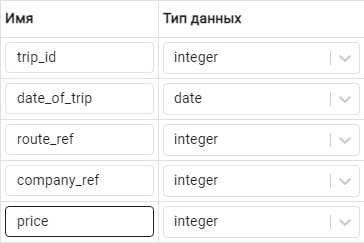 Имя Тип данных
trip_id integer
date_of_trip date
route_ref integer
company_ref integer
price integer